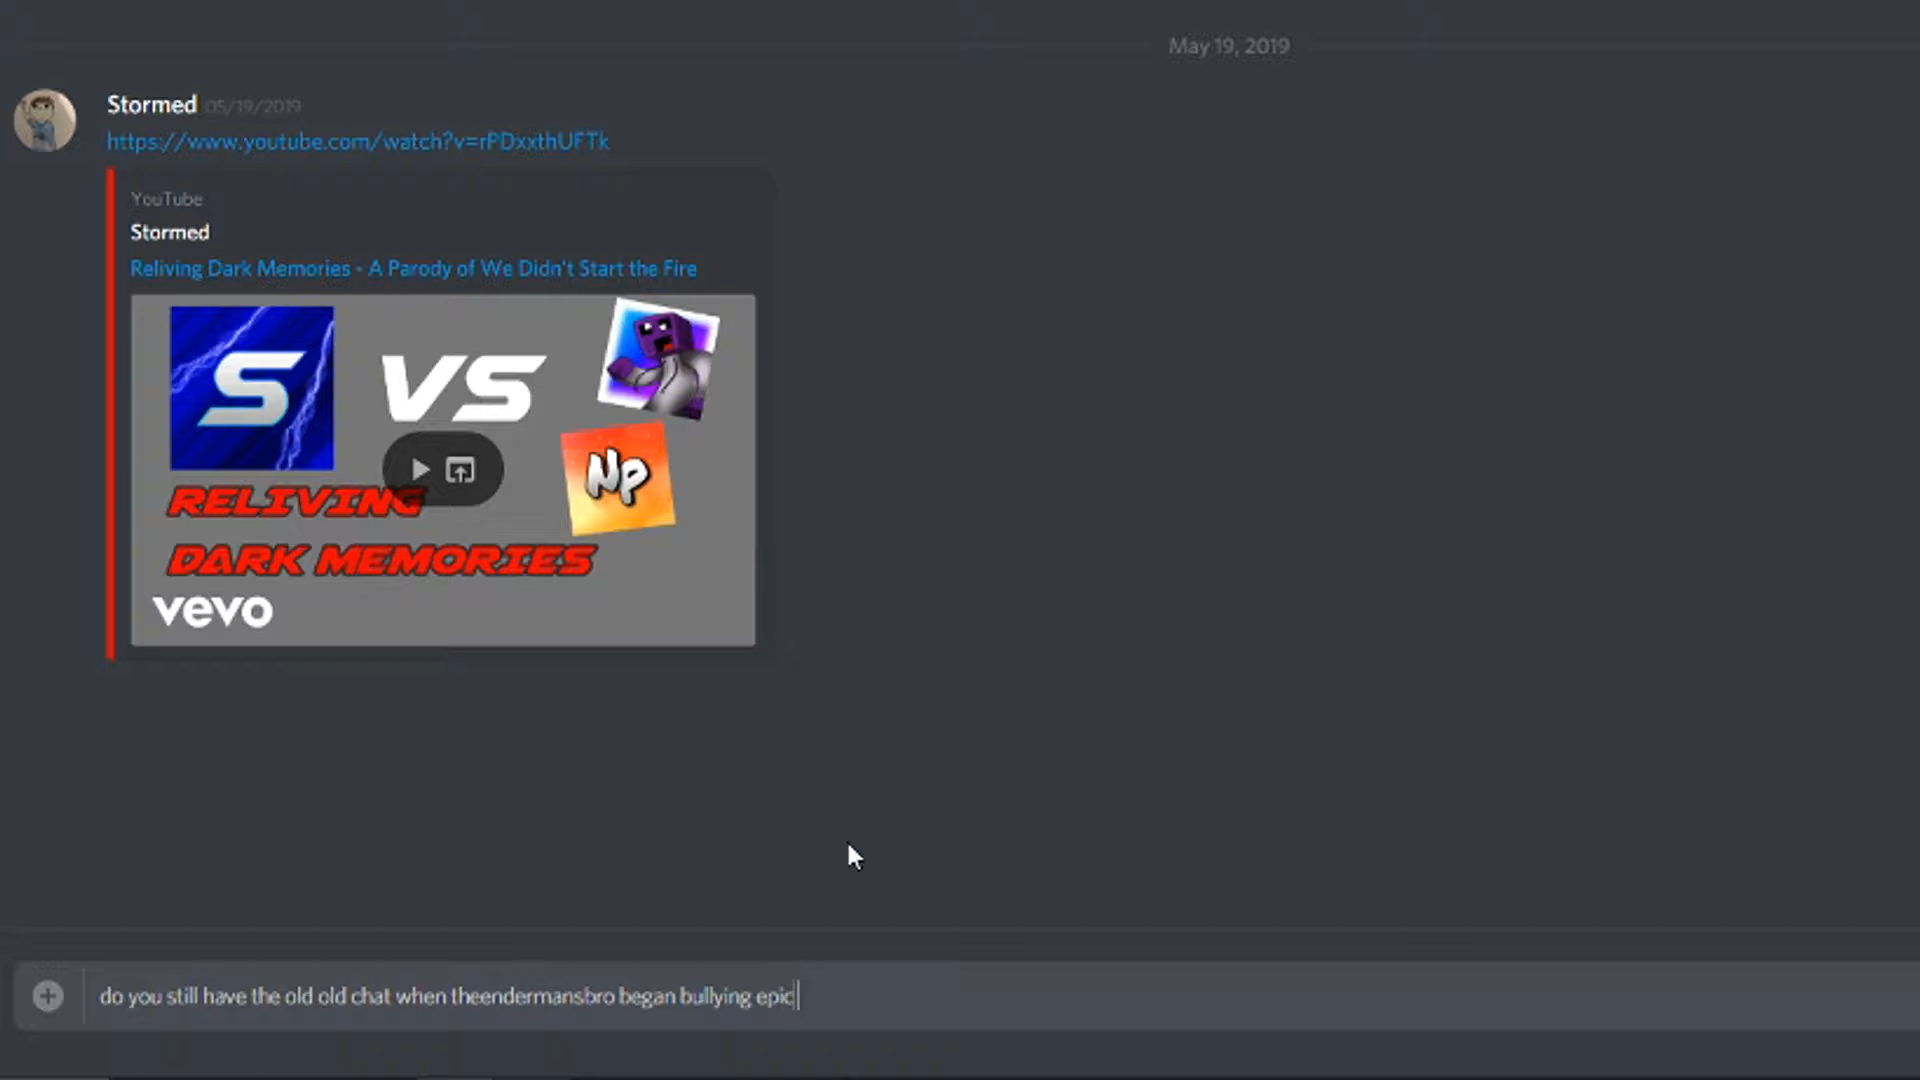 May 19, 2019
Stormed 05/19/2019
https://www.youtube.com/watch?v=rPDxxthUFTk
YouTube
Stormed
Reliving Dark Memories - A Parody of We Didn't Start the Fire
S VS
NP
RELIVING
DARK MEMORIES
vevo
do you still have the old old chat when theendermansbro began bullying epic